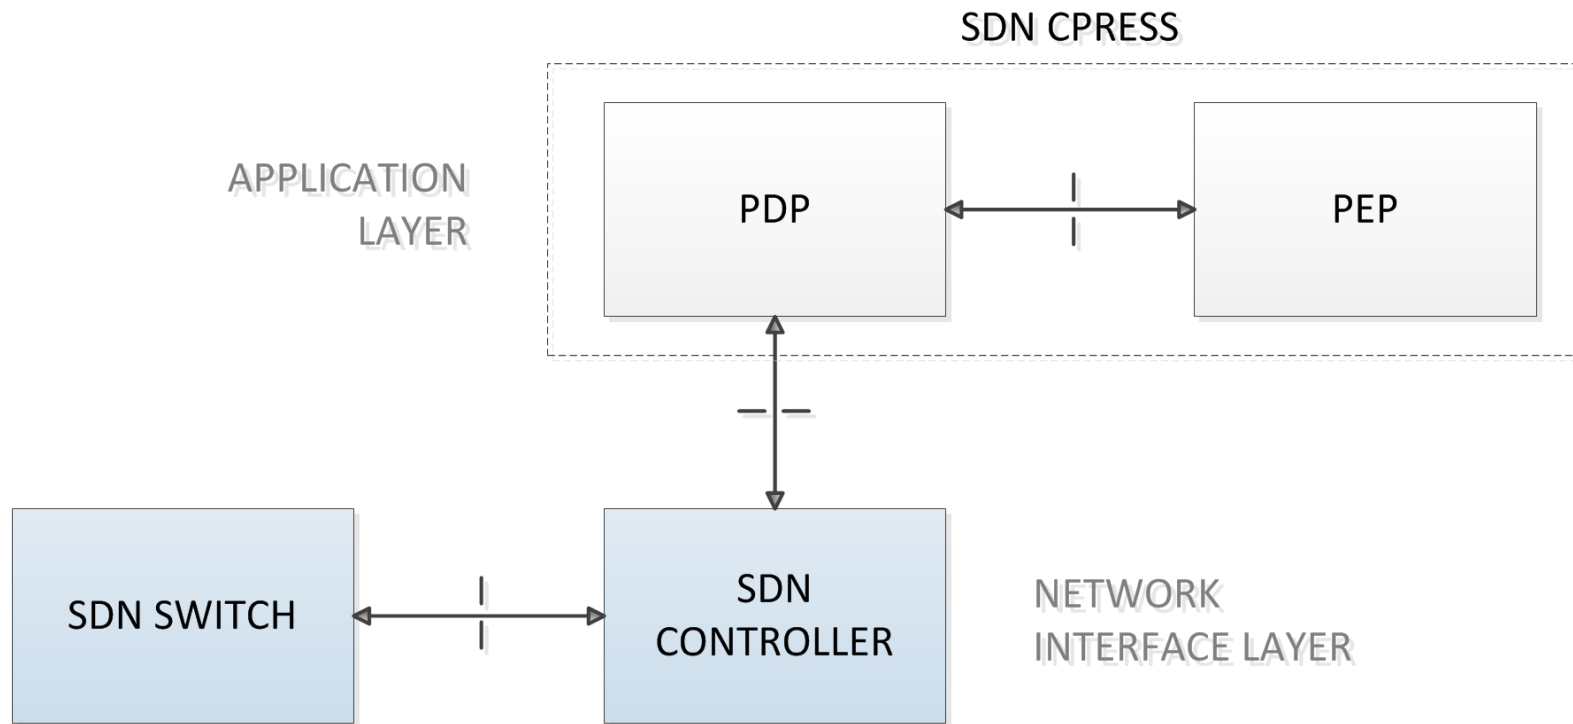 SDN CPRESS
APPLICATION
LAYER
PDP
PEP
SDN SWITCH
SDN
CONTROLLER
NETWORK
INTERFACE LAYER